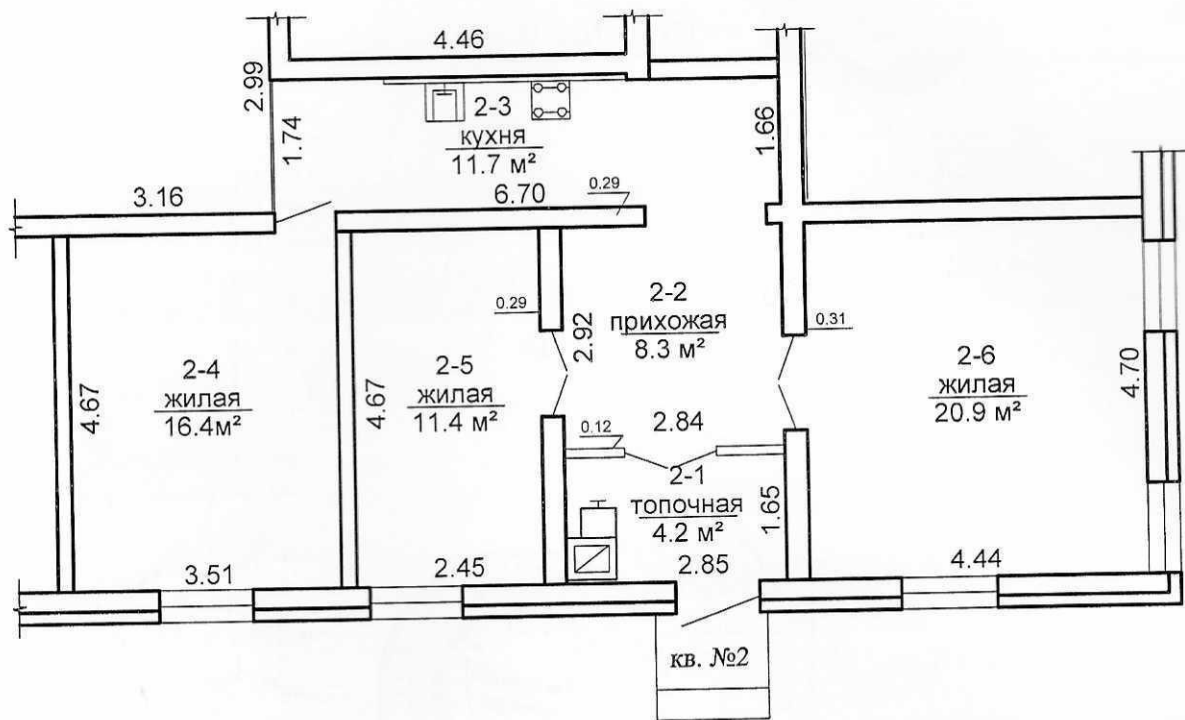 4.46
2.99
1.74
2-3
кухня
11.7 м²
1.66
3.16
6.70
0.29
2-4
жилая
16.4м²
4.67
2-5
жилая
11.4 м²
4.67
0.29
2.92
2-2
прихожая
8.3 м²
0.31
2-6
жилая
20.9 м²
4.70
0.12
2.84
2-1
топочная
4.2 м²
1.65
3.51
2.45
2.85
4.44
кв. №2